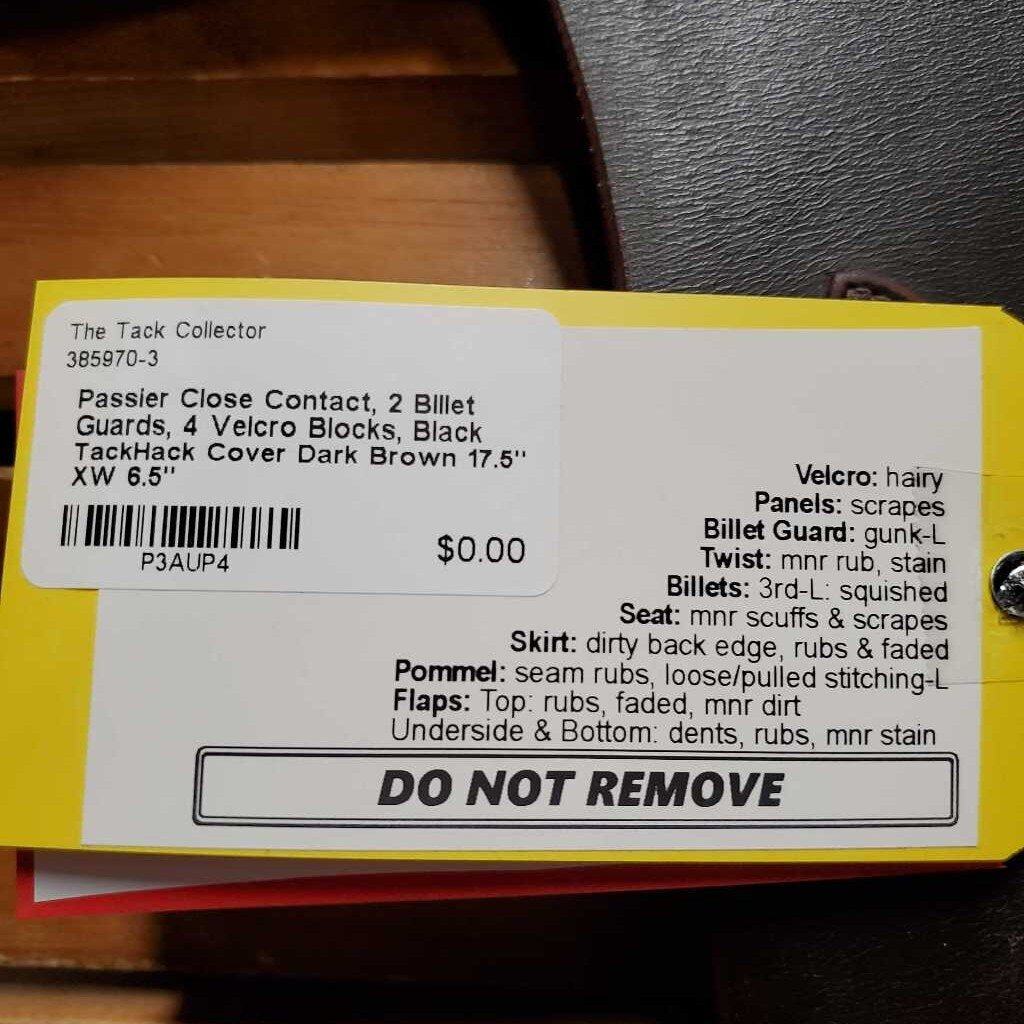 The Tack Collector
385970-3
Passier Close Contact, 2 Billet
Guards, 4 Velcro Blocks, Black
TackHack Cover Dark Brown 17.5"
XW 6.5"
P3AUP4
$0.00
Velcro: hairy
Panels: scrapes
Billet Guard: gunk-L
Twist: mnr rub, stain
Billets: 3rd-L: squished
Seat: mnr scuffs & scrapes
Skirt: dirty back edge, rubs & faded
Pommel: seam rubs, loose/pulled stitching-L
Flaps: Top: rubs, faded, mnr dirt
Underside & Bottom: dents, rubs, mnr stain
DO NOT REMOVE